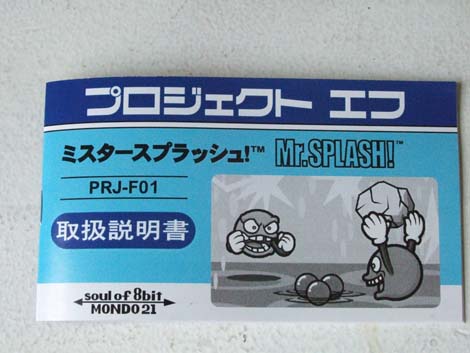 プロジェクト エフ
ミスタースプラッシュ!™ Mr.SPLASH!™
PRJ-F01
取扱説明書
soul of 8bit
MONDO21